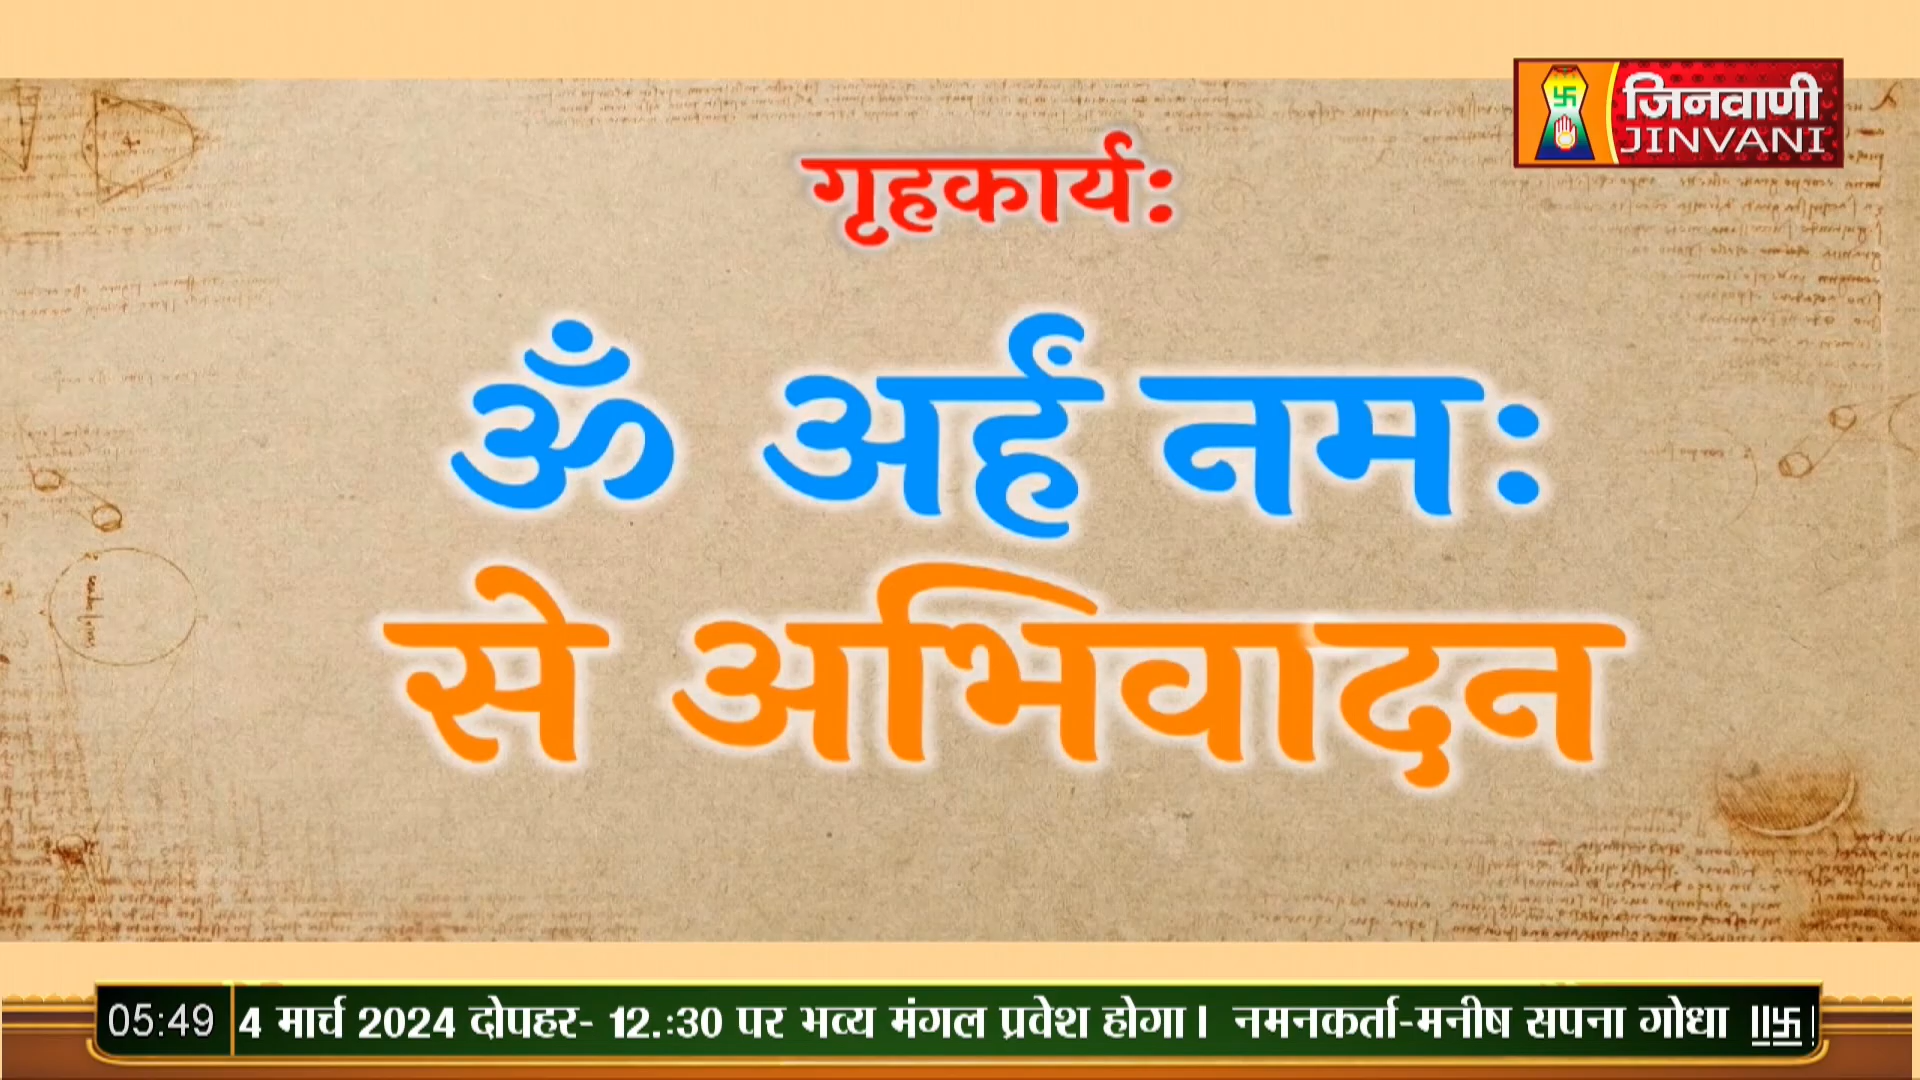 जिनवाणी
JINVANI
गृहकार्य:
ॐ अर्हं नम:
से अभिवादन
05:49 4 मार्च 2024 दोपहर- 12.:30 पर भव्य मंगल प्रवेश होगा। नमनकर्ता-मनीष सपना गोधा ॥卐